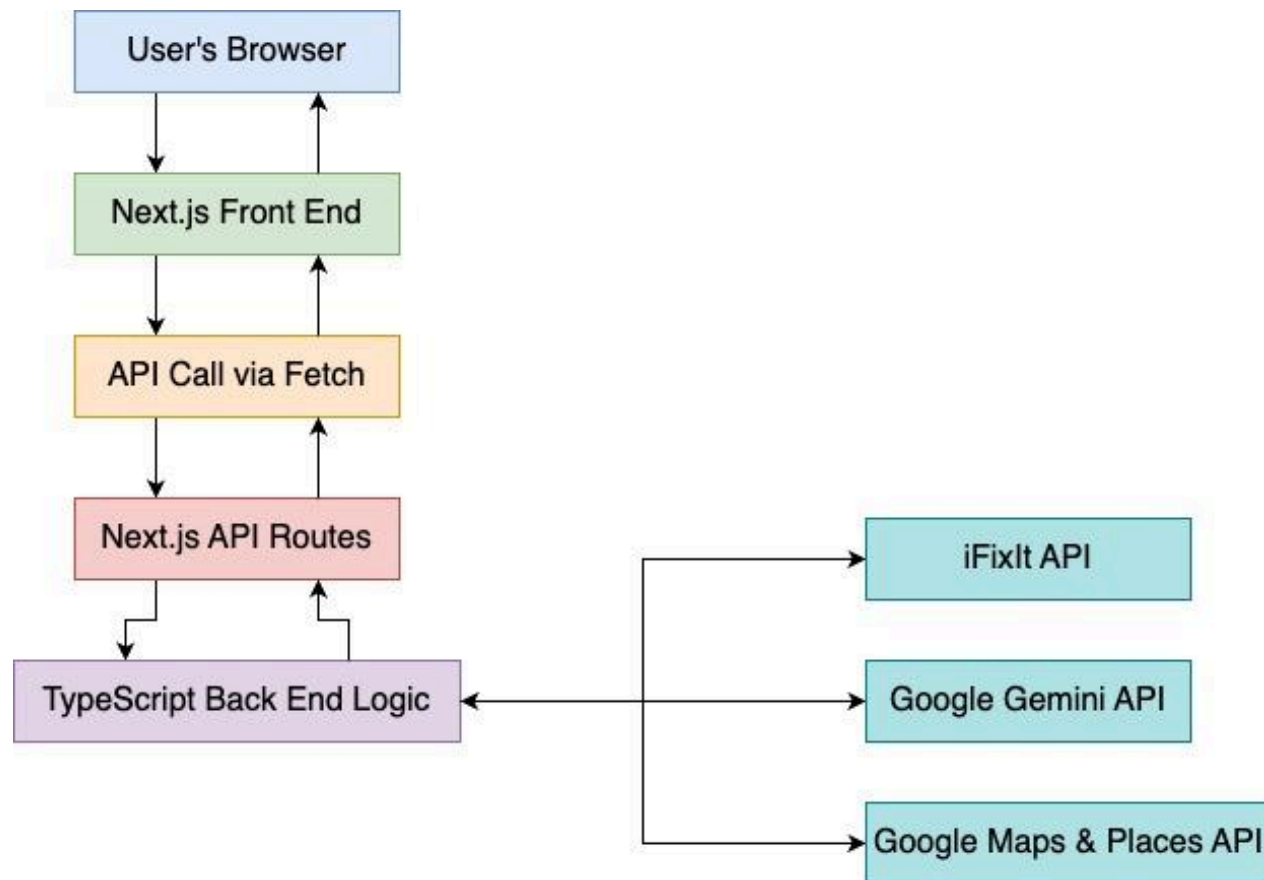 User's Browser
Next.js Front End
API Call via Fetch
Next.js API Routes
iFixIt API
TypeScript Back End Logic
Google Gemini API
Google Maps & Places API